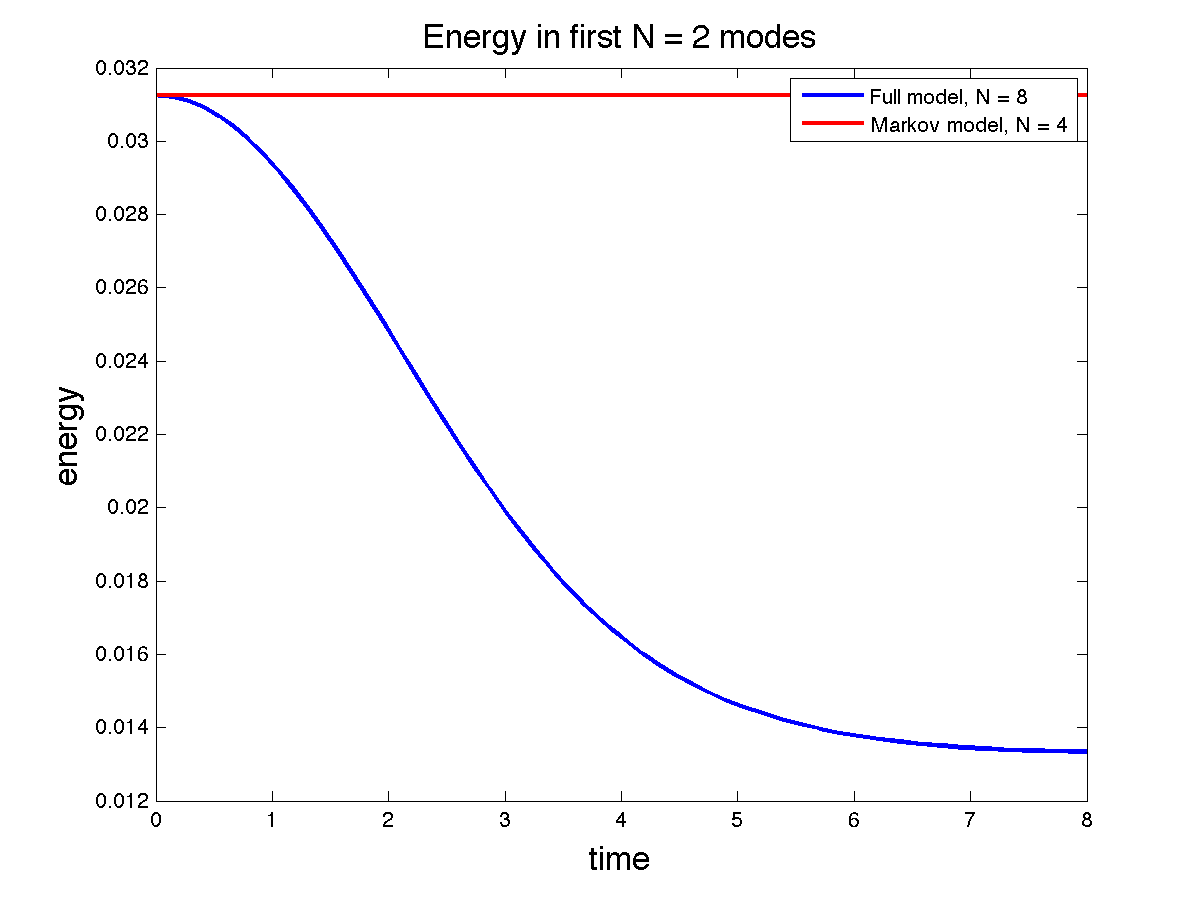 Energy in first N = 2 modes
0.032
0.03
0.028
0.026
0.024
0.022
0.02
0.018
0.016
0.014
0.012
energy
Full model, N = 8
Markov model, N = 4
0 1 2 3 4 5 6 7 8
time